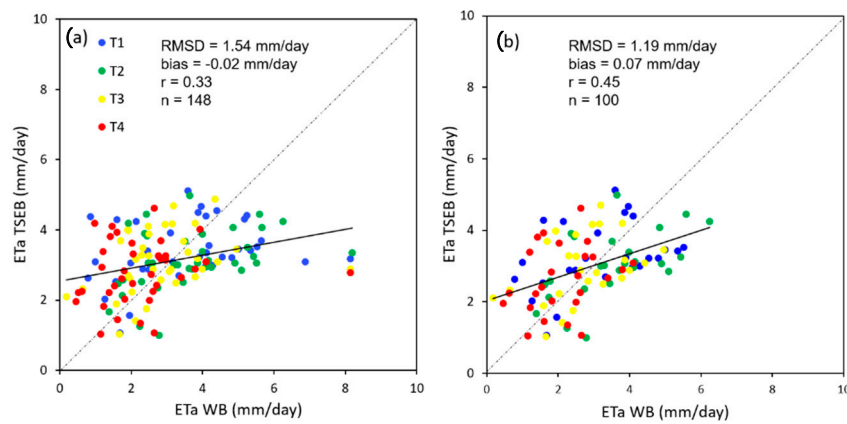 (a)
T1
T2
T3
T4
RMSD = 1.54 mm/day
bias = -0.02 mm/day
r = 0.33
n = 148
ETa TSEB (mm/day)
10
8
6
4
2
0
0 2 4 6 8 10
ETa WB (mm/day)
(b)
RMSD = 1.19 mm/day
bias = 0.07 mm/day
r = 0.45
n = 100
ETa TSEB (mm/day)
10
8
6
4
2
0
0 2 4 6 8 10
ETa WB (mm/day)